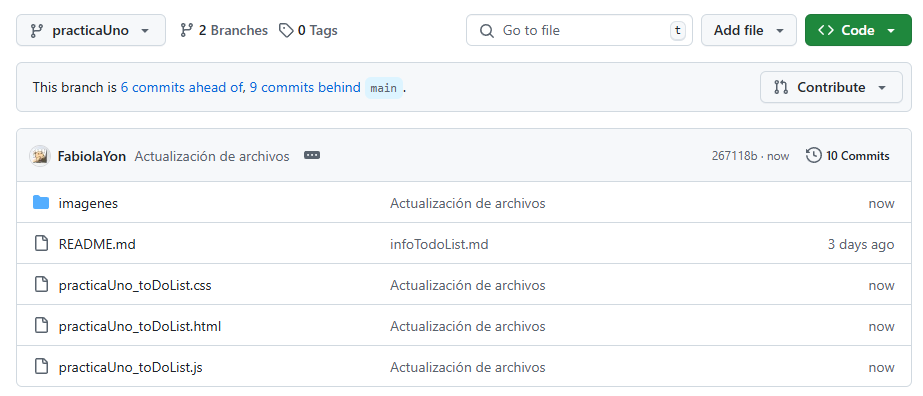 practicaUno 2 Branches 0 Tags Go to file t Add file Code
This branch is 6 commits ahead of, 9 commits behind main .
FabiolaYon Actualización de archivos 267118b · now 10 Commits
imagenes Actualización de archivos now
README.md infoTodoList.md 3 days ago
practicaUno_toDoList.css Actualización de archivos now
practicaUno_toDoList.html Actualización de archivos now
practicaUno_toDoList.js Actualización de archivos now
Contribute